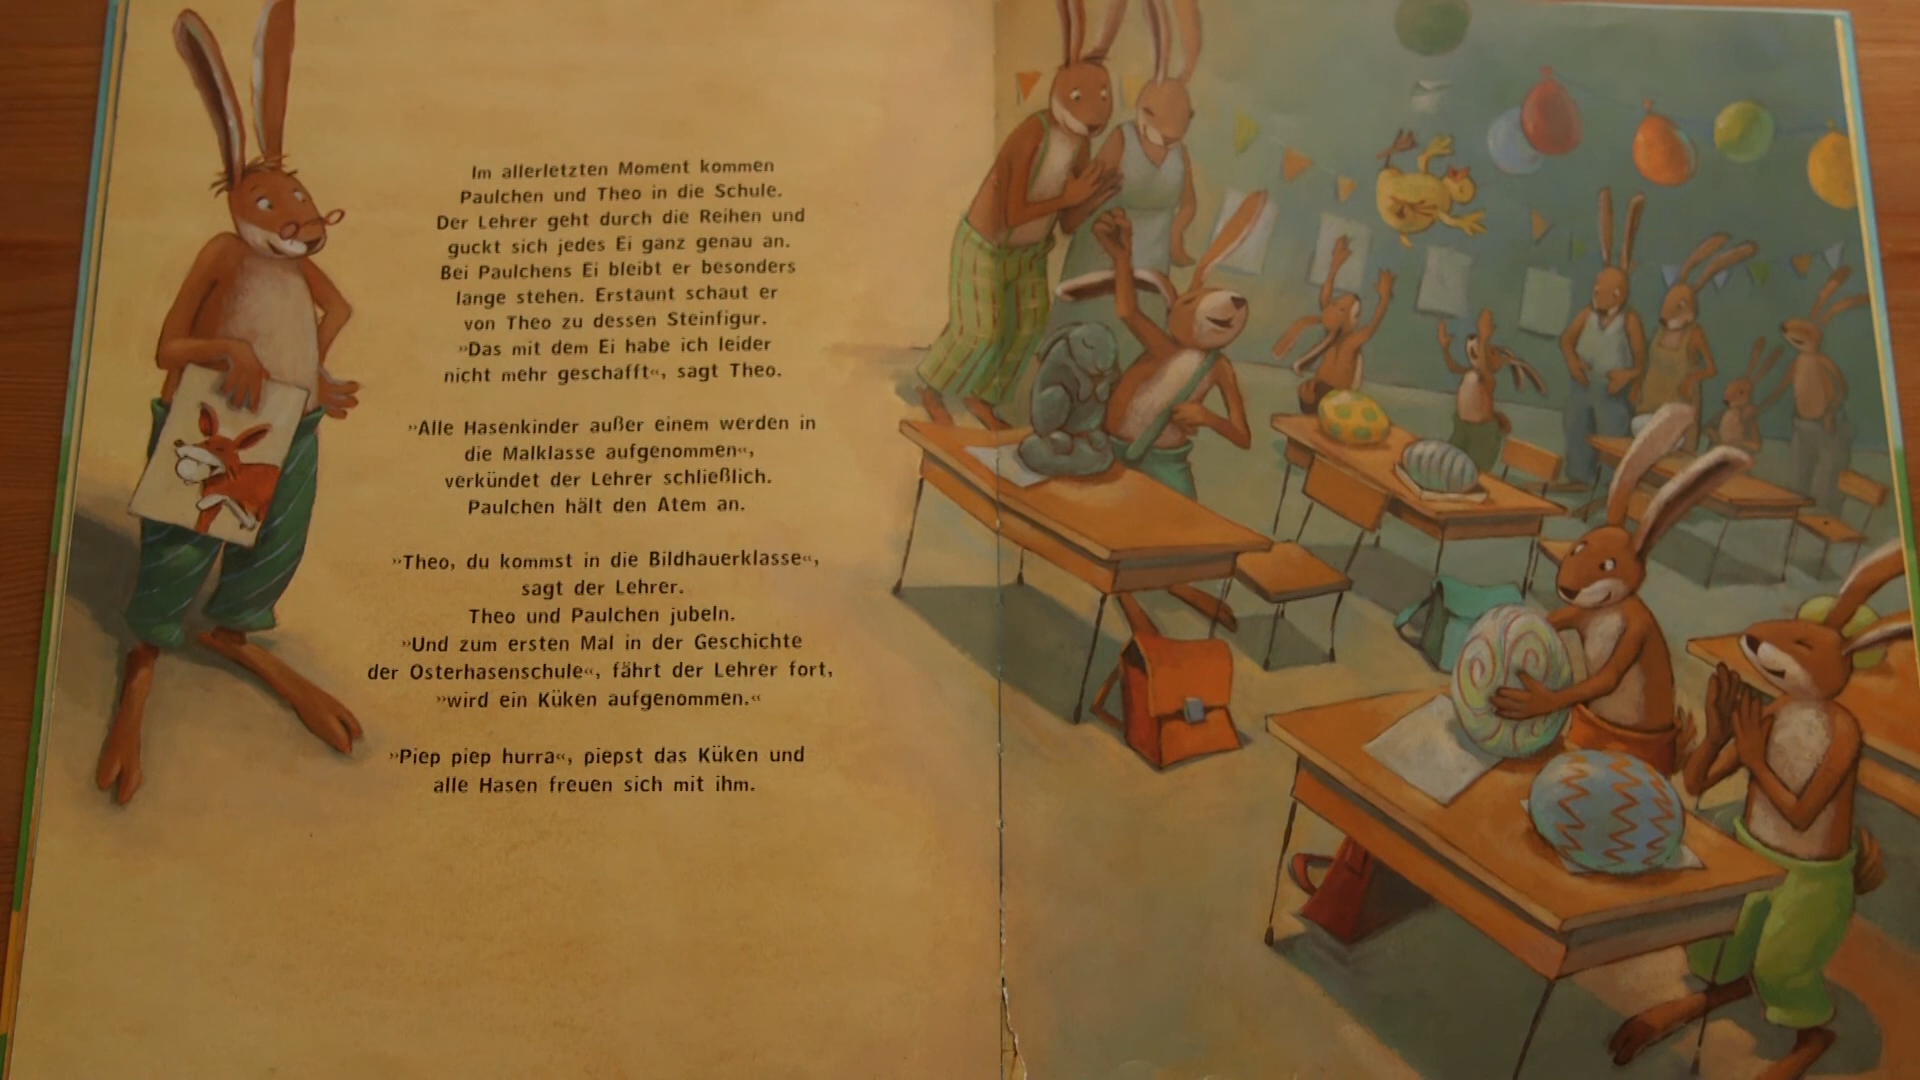 Im allerletzten Moment kommen
Paulchen und Theo in die Schule.
Der Lehrer geht durch die Reihen und
guckt sich jedes Ei ganz genau an.
Bei Paulchens Ei bleibt er besonders
lange stehen. Erstaunt schaut er
von Theo zu dessen Steinfigur.
»Das mit dem Ei habe ich leider
nicht mehr geschafft«, sagt Theo.
»Alle Hasenkinder außer einem werden in
die Malklasse aufgenommen«,
verkündet der Lehrer schließlich.
Paulchen hält den Atem an.
»Theo, du kommst in die Bildhauerklasse«,
sagt der Lehrer.
Theo und Paulchen jubeln.
»Und zum ersten Mal in der Geschichte
der Osterhasenschule«, fährt der Lehrer fort,
»wird ein Küken aufgenommen.«
»Piep piep hurra«, piepst das Küken und
alle Hasen freuen sich mit ihm.